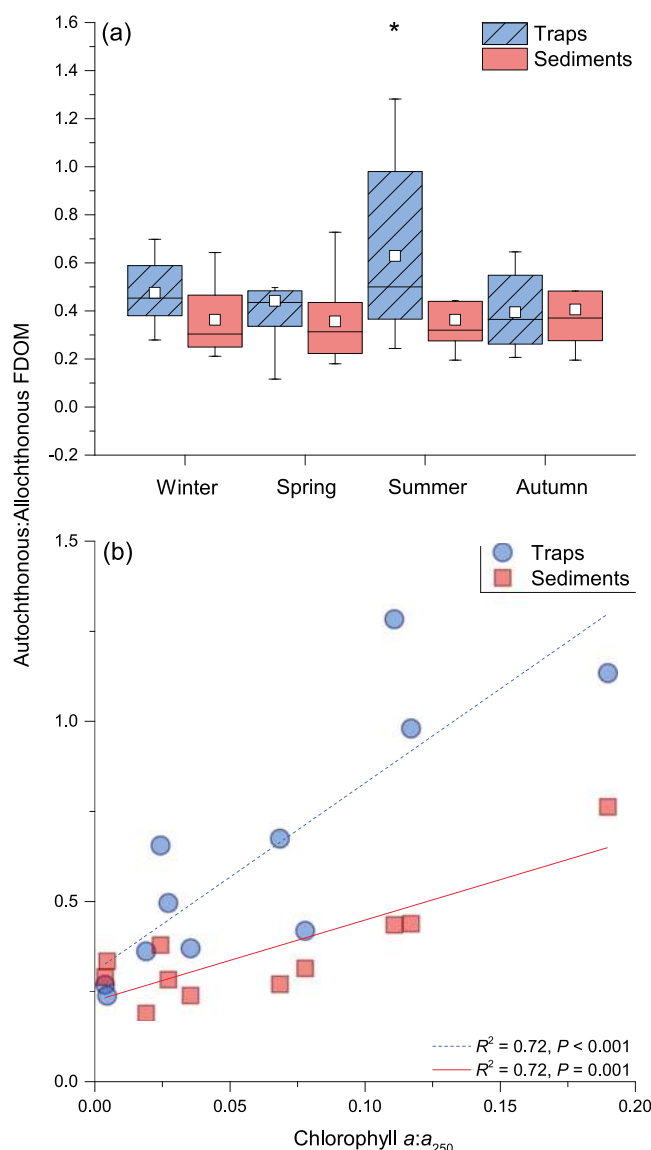 (a)
*
Traps
Sediments
1.6
1.4
1.2
1.0
0.8
0.6
0.4
0.2
0.0
-0.2
Winter Spring Summer Autumn
Autochthonous:Allochthonous FDOM
(b)
Traps
Sediments
1.5
1.0
0.5
0.0
R² = 0.72, P < 0.001
R² = 0.72, P = 0.001
0.00 0.05 0.10 0.15 0.20
Chlorophyll a:a₂₅₀